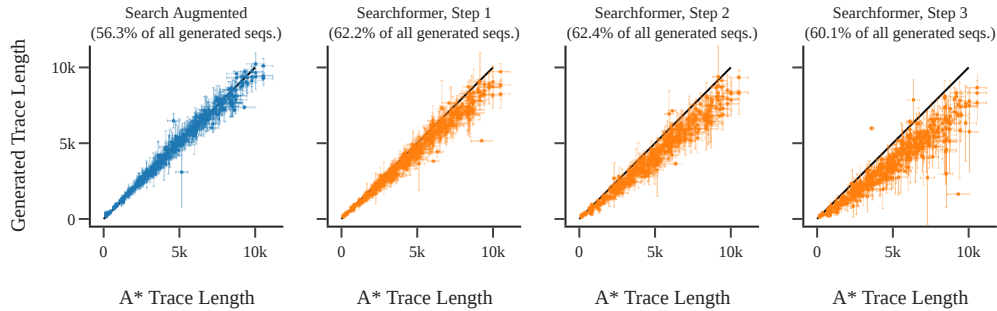 Search Augmented
(56.3% of all generated seqs.)
Searchformer, Step 1
(62.2% of all generated seqs.)
Searchformer, Step 2
(62.4% of all generated seqs.)
Searchformer, Step 3
(60.1% of all generated seqs.)
Generated Trace Length
10k
5k
0
0 5k 10k
0 5k 10k
0 5k 10k
0 5k 10k
A* Trace Length
A* Trace Length
A* Trace Length
A* Trace Length